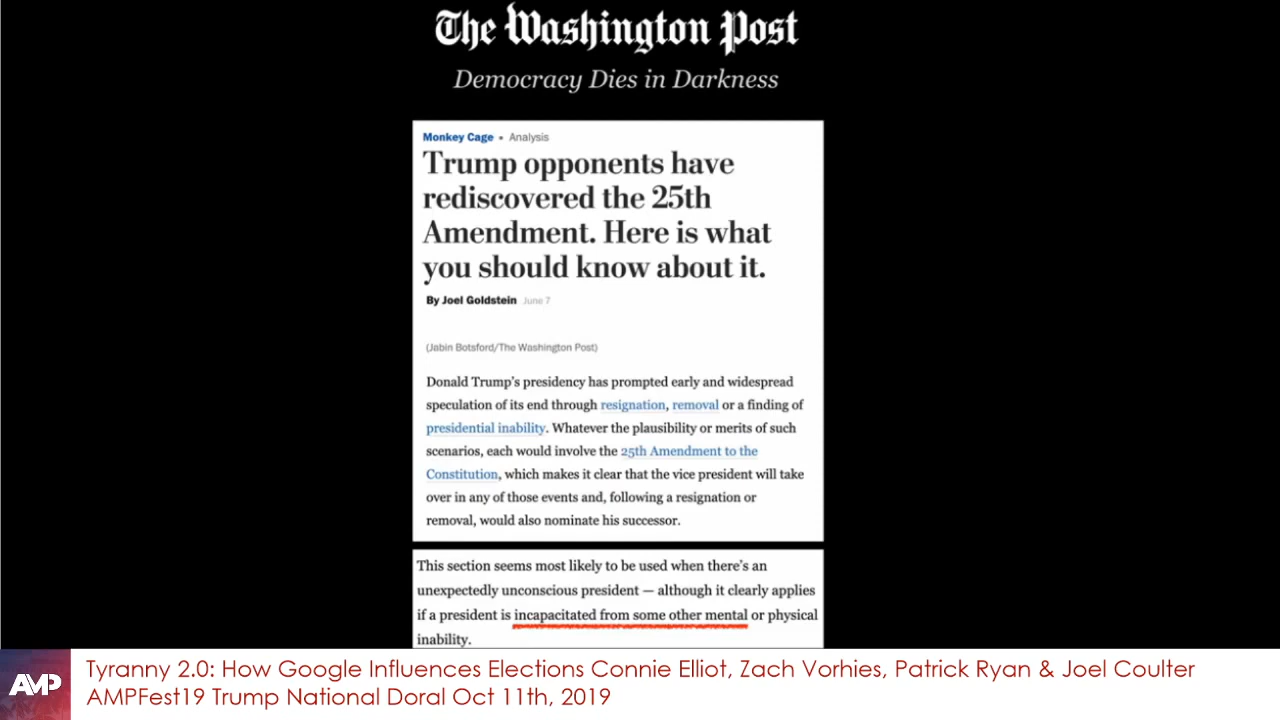 The Washington Post
Democracy Dies in Darkness
Monkey Cage • Analysis
Trump opponents have
rediscovered the 25th
Amendment. Here is what
you should know about it.
By Joel Goldstein June 7
(Jabin Botsford/The Washington Post)
Donald Trump's presidency has prompted early and widespread
speculation of its end through resignation, removal or a finding of
presidential inability. Whatever the plausibility or merits of such
scenarios, each would involve the 25th Amendment to the
Constitution, which makes it clear that the vice president will take
over in any of those events and, following a resignation or
removal, would also nominate his successor.
This section seems most likely to be used when there's an
unexpectedly unconscious president — although it clearly applies
if a president is incapacitated from some other mental or physical
inability.
AMP
Tyranny 2.0: How Google Influences Elections Connie Elliot, Zach Vorhies, Patrick Ryan & Joel Coulter
AMPFest19 Trump National Doral Oct 11th, 2019